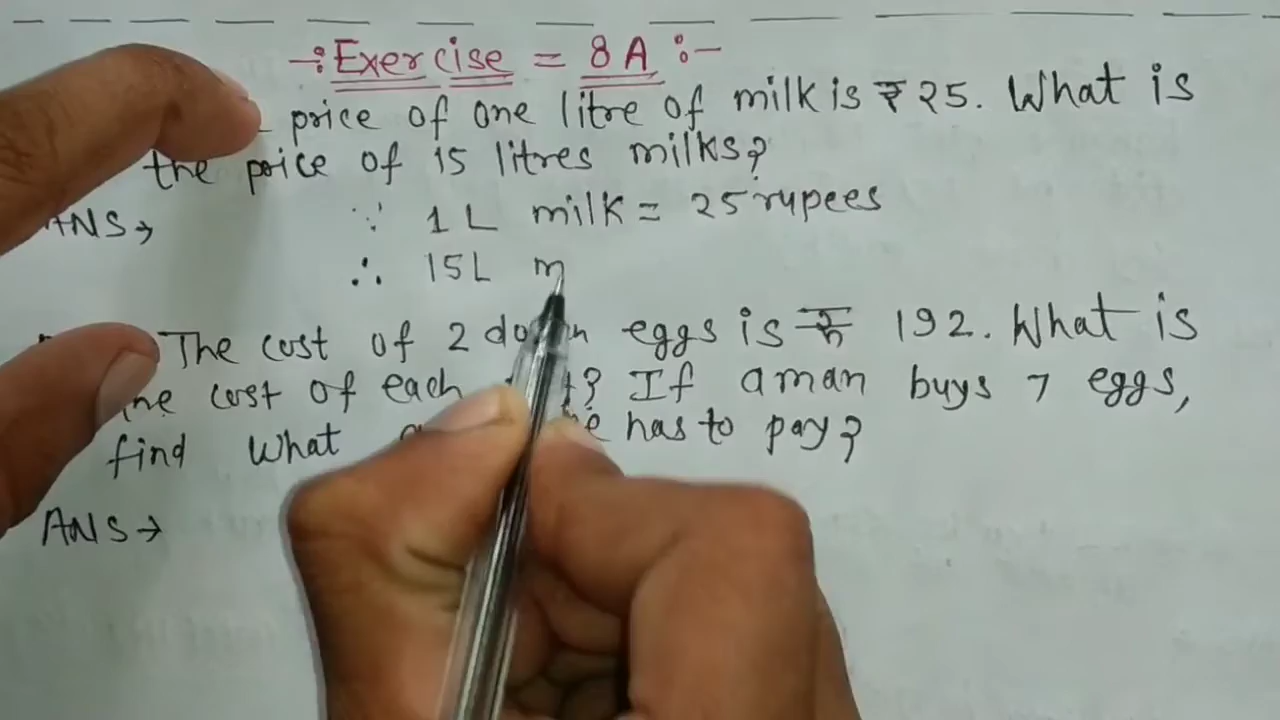 -: Exercise = 8A :-
price of one litre of milk is ₹ 25. What is
the price of 15 litres milks?
ANS → ∵ 1 L milk = 25 rupees
∴ 15L m
The cost of 2 eggs is रु 192. What is
cost of each If aman buys 7 eggs,
find What has to pay?
ANS →